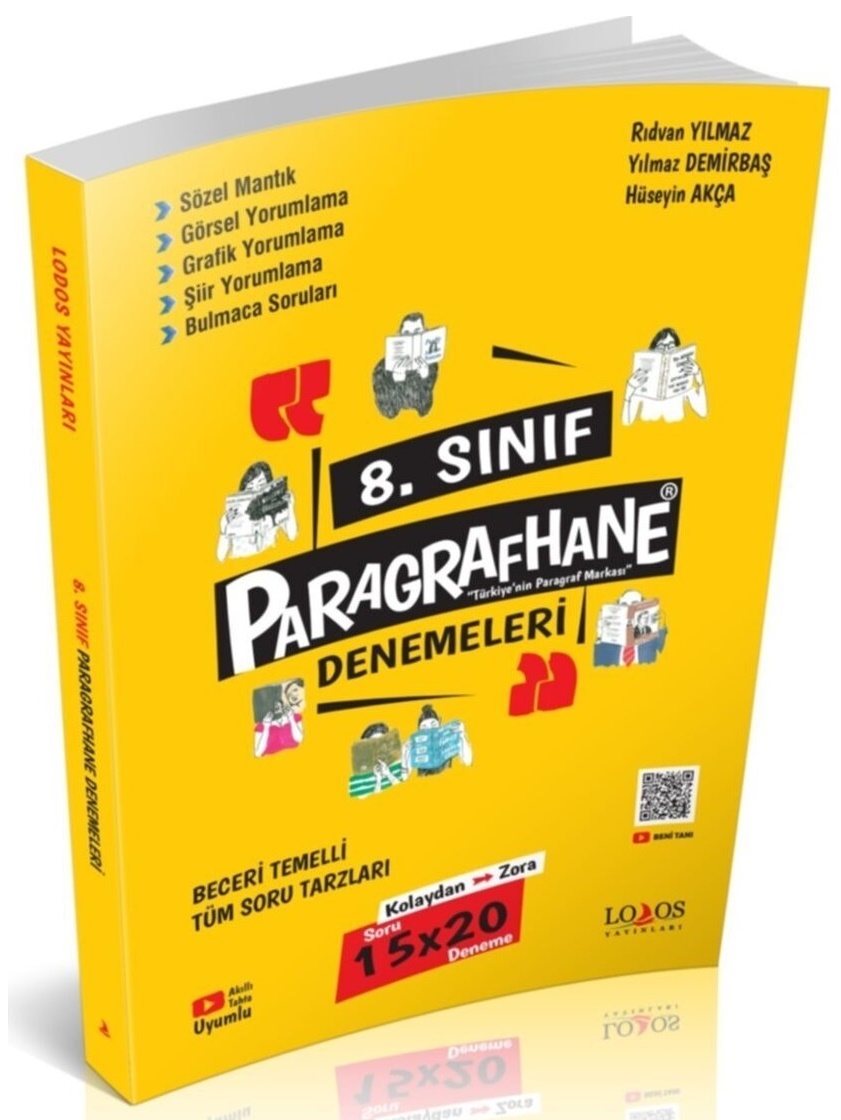 Rıdvan YILMAZ
Yılmaz DEMİRBAŞ
Hüseyin AKÇA
Sözel Mantık
Görsel Yorumlama
Grafik Yorumlama
Şiir Yorumlama
Bulmaca Soruları
8. SINIF
PARAGRAFHANE®
"Türkiye'nin Paragraf Markası"
DENEMELERİ
BECERİ TEMELLİ
TÜM SORU TARZLARI
Kolaydan Zora
Soru
15x20
Deneme
BENİ TANI
LODOS
YAYINLARI
Akıllı
Tahta
Uyumlu
LODOS YAYINLARI
8. SINIF PARAGRAFHANE DENEMELERİ